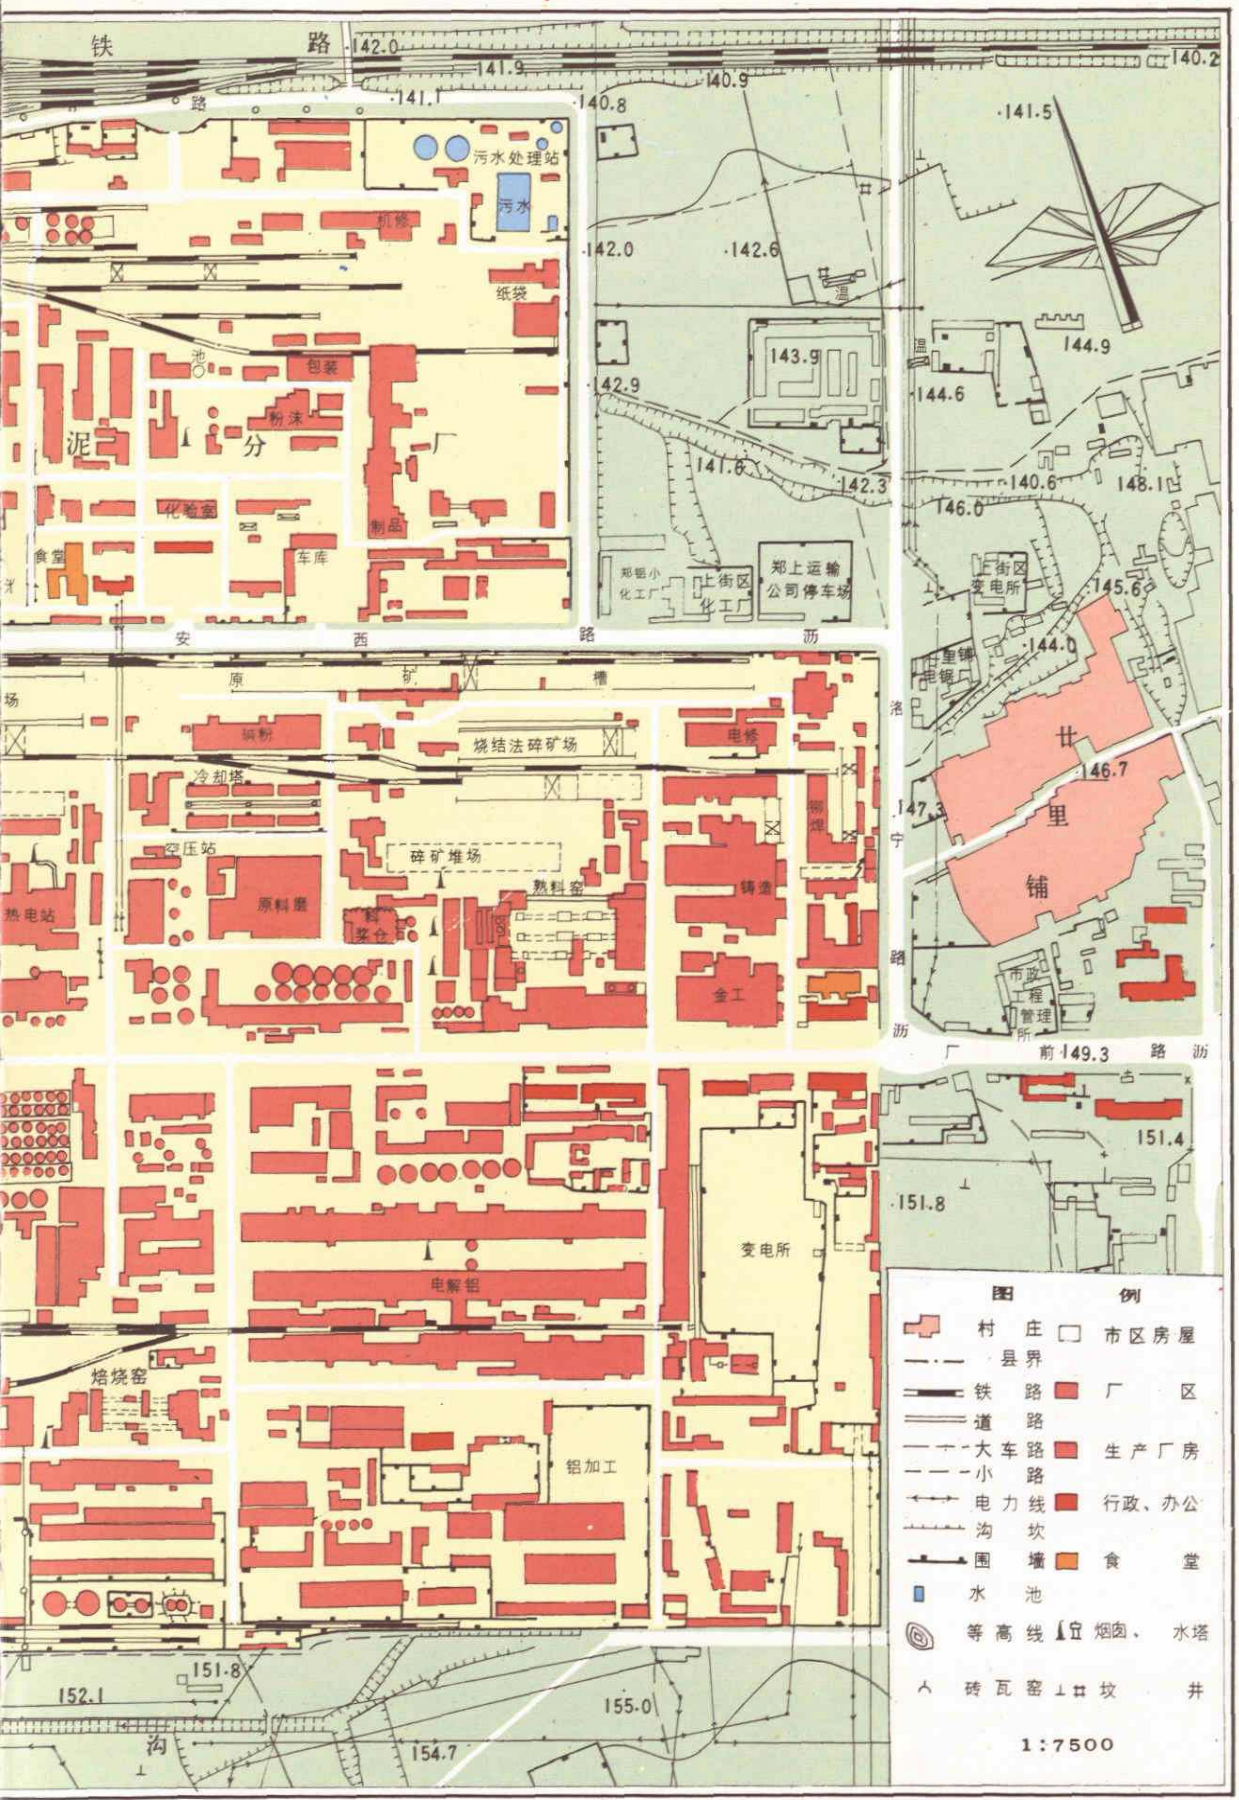 铁 路
142.0
141.9
140.9
140.2
路
141.1
140.8
141.5
污水处理站
污水
机修
142.0
142.6
纸袋
温
143.9
144.9
温
池
包装
142.9
144.6
粉沫
泥 分 厂
141.6
142.3
140.6
148.1
146.0
化验室
制品
食堂
车库
郑铝小
化工厂
上街区
化工厂
郑上运输
公司停车场
上街区
变电所
145.6
安 西 路 沥
144.0
里铺
电锯
原 矿 槽
场
洛
碉粉
烧结法碎矿场
电修
廿
146.7
冷却塔
铆
焊
147.3
里
宁
空压站
碎矿堆场
熟料窑
铸造
铺
热电站
原料磨
料
浆仓
路
市政
工程
管理
所
金工
沥
厂 前 149.3 路 沥
151.4
151.8
变电所
电解铝
焙烧窑
铝加工
图 例
村 庄
市区房屋
县界
铁 路
厂 区
道 路
大车路
生产厂房
小 路
电力线
行政、办公
沟 坎
围 墙
食 堂
水 池
等高线
烟囱、 水塔
砖瓦窑
坟 井
1:7500
151.8
152.1
155.0
沟
154.7